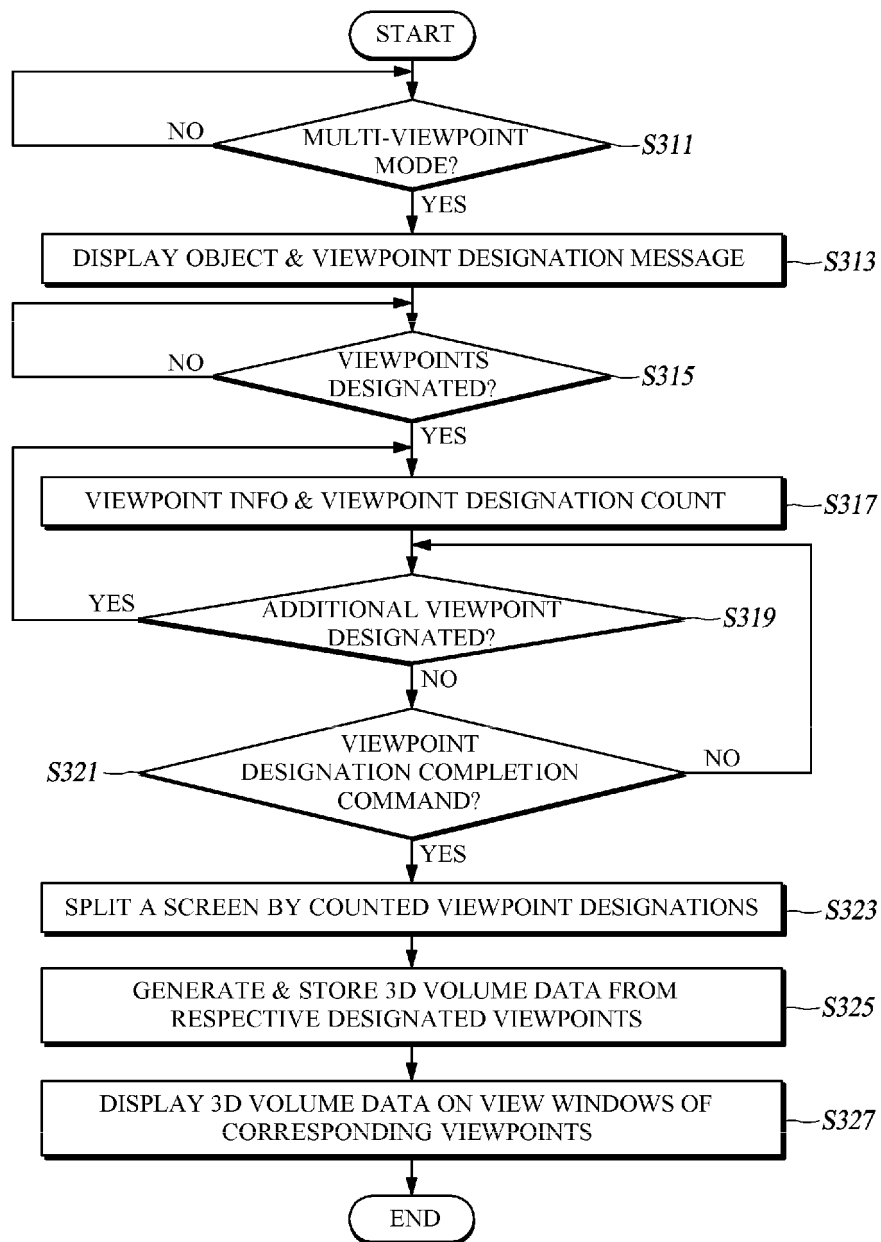 START
NO
MULTI-VIEWPOINT
MODE?
S311
YES
DISPLAY OBJECT & VIEWPOINT DESIGNATION MESSAGE
S313
NO
VIEWPOINTS
DESIGNATED?
S315
YES
VIEWPOINT INFO & VIEWPOINT DESIGNATION COUNT
S317
YES
ADDITIONAL VIEWPOINT
DESIGNATED?
S319
NO
S321
VIEWPOINT
DESIGNATION COMPLETION
COMMAND?
NO
YES
SPLIT A SCREEN BY COUNTED VIEWPOINT DESIGNATIONS
S323
GENERATE & STORE 3D VOLUME DATA FROM
RESPECTIVE DESIGNATED VIEWPOINTS
S325
DISPLAY 3D VOLUME DATA ON VIEW WINDOWS OF
CORRESPONDING VIEWPOINTS
S327
END